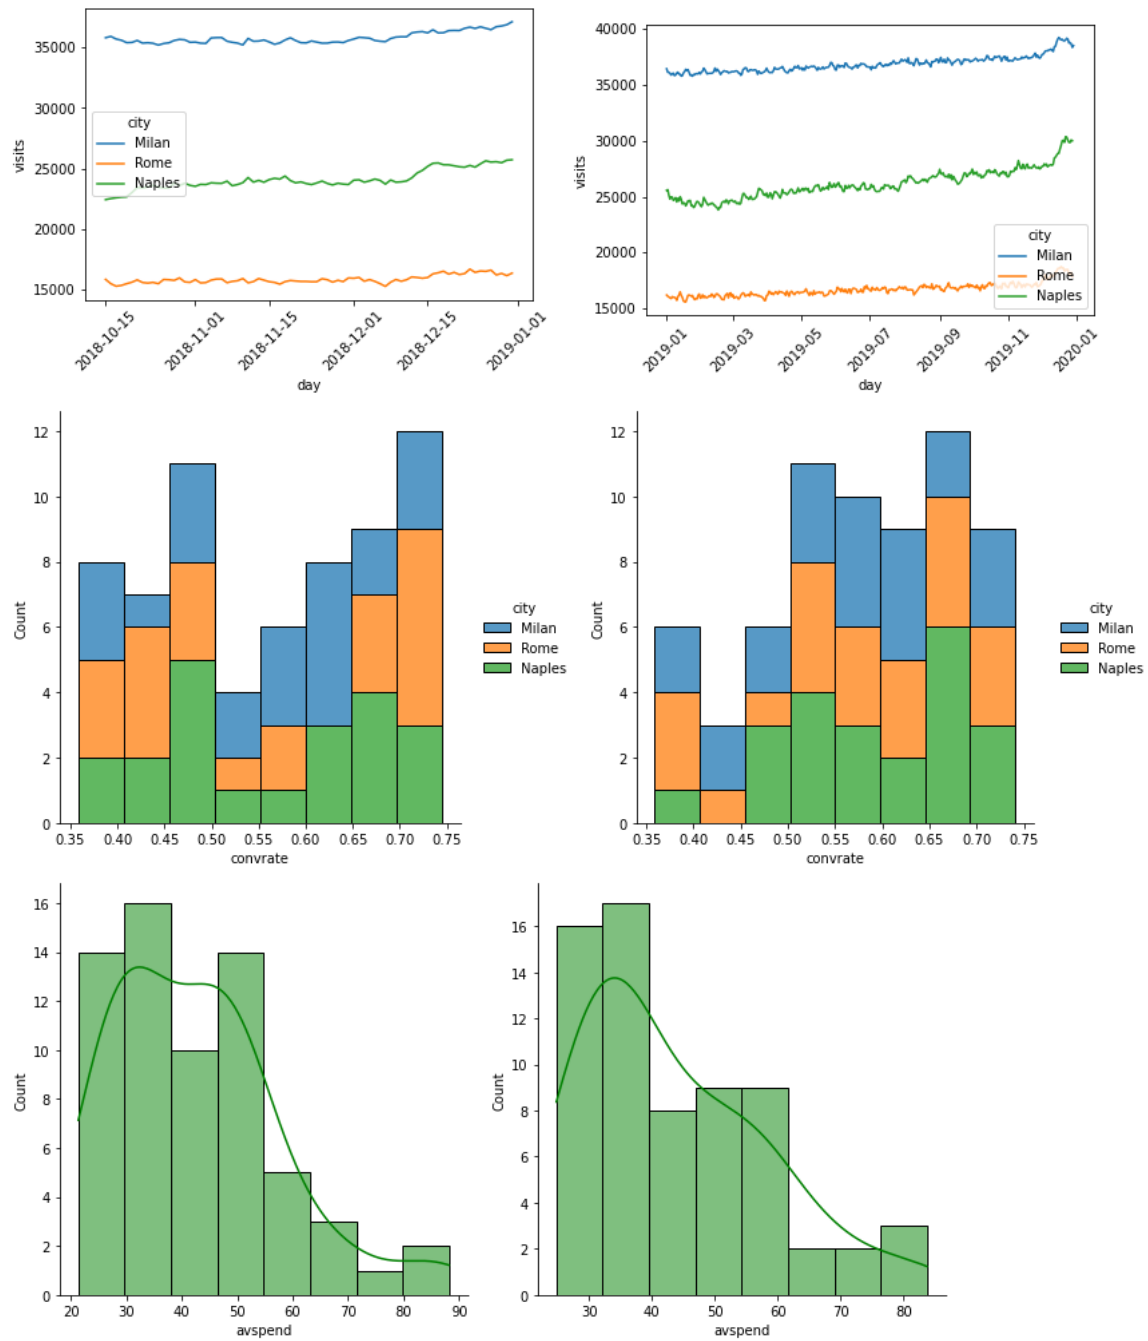 35000
30000
25000
20000
15000
visits
city
Milan
Rome
Naples
2018-10-15
2018-11-01
2018-11-15
2018-12-01
2018-12-15
2019-01-01
day
40000
35000
30000
25000
20000
15000
visits
city
Milan
Rome
Naples
2019-01
2019-03
2019-05
2019-07
2019-09
2019-11
2020-01
day
12
10
8
6
4
2
0
Count
0.35 0.40 0.45 0.50 0.55 0.60 0.65 0.70 0.75
convrate
city
Milan
Rome
Naples
12
10
8
6
4
2
0
Count
0.35 0.40 0.45 0.50 0.55 0.60 0.65 0.70 0.75
convrate
city
Milan
Rome
Naples
16
14
12
10
8
6
4
2
0
Count
20 30 40 50 60 70 80 90
avspend
16
14
12
10
8
6
4
2
0
Count
30 40 50 60 70 80
avspend